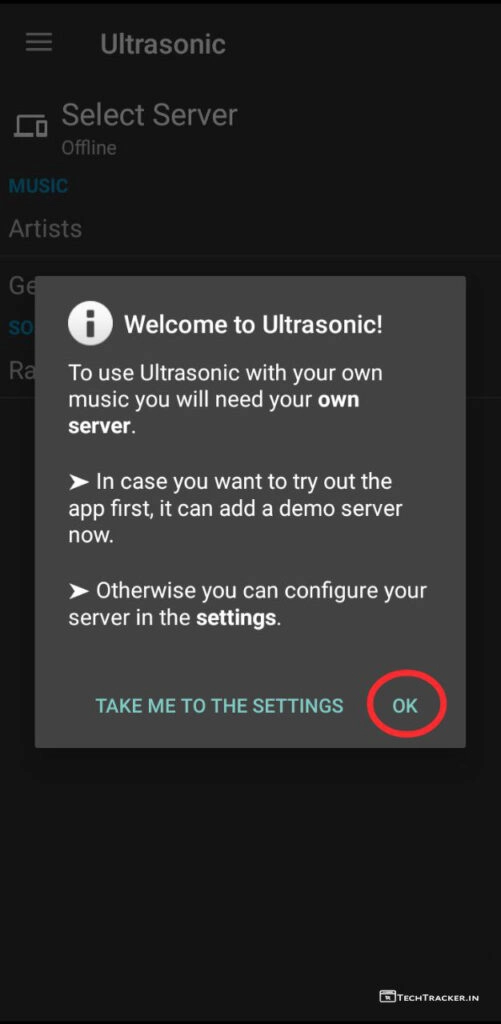 Ultrasonic
Select Server
Offline
MUSIC
Artists
Ge
SO
Ra
Welcome to Ultrasonic!
To use Ultrasonic with your own
music you will need your own
server.
➤ In case you want to try out the
app first, it can add a demo server
now.
➤ Otherwise you can configure your
server in the settings.
TAKE ME TO THE SETTINGS OK
TECHTRACKER.IN